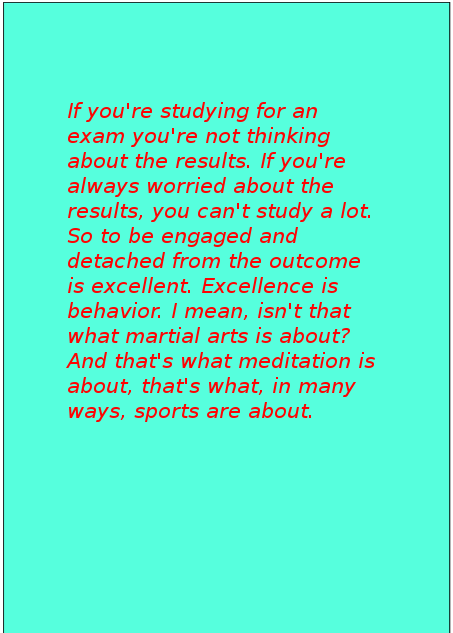 If you're studying for an
exam you're not thinking
about the results. If you're
always worried about the
results, you can't study a lot.
So to be engaged and
detached from the outcome
is excellent. Excellence is
behavior. I mean, isn't that
what martial arts is about?
And that's what meditation is
about, that's what, in many
ways, sports are about.